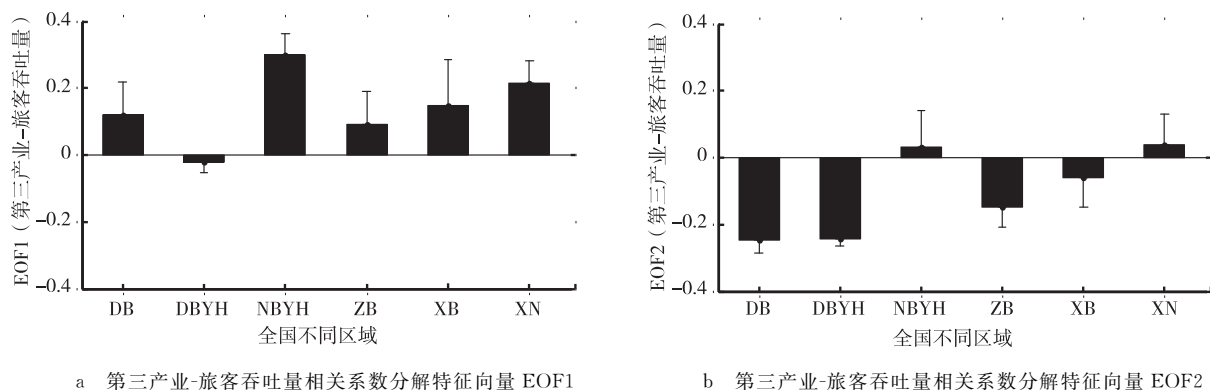 EOF1（第三产业-旅客吞吐量）
0.4
0.2
0
-0.2
-0.4
DB DBYH NBYH ZB XB XN
全国不同区域
a 第三产业-旅客吞吐量相关系数分解特征向量 EOF1
EOF2（第三产业-旅客吞吐量）
0.4
0.2
0
-0.2
-0.4
DB DBYH NBYH ZB XB XN
全国不同区域
b 第三产业-旅客吞吐量相关系数分解特征向量 EOF2